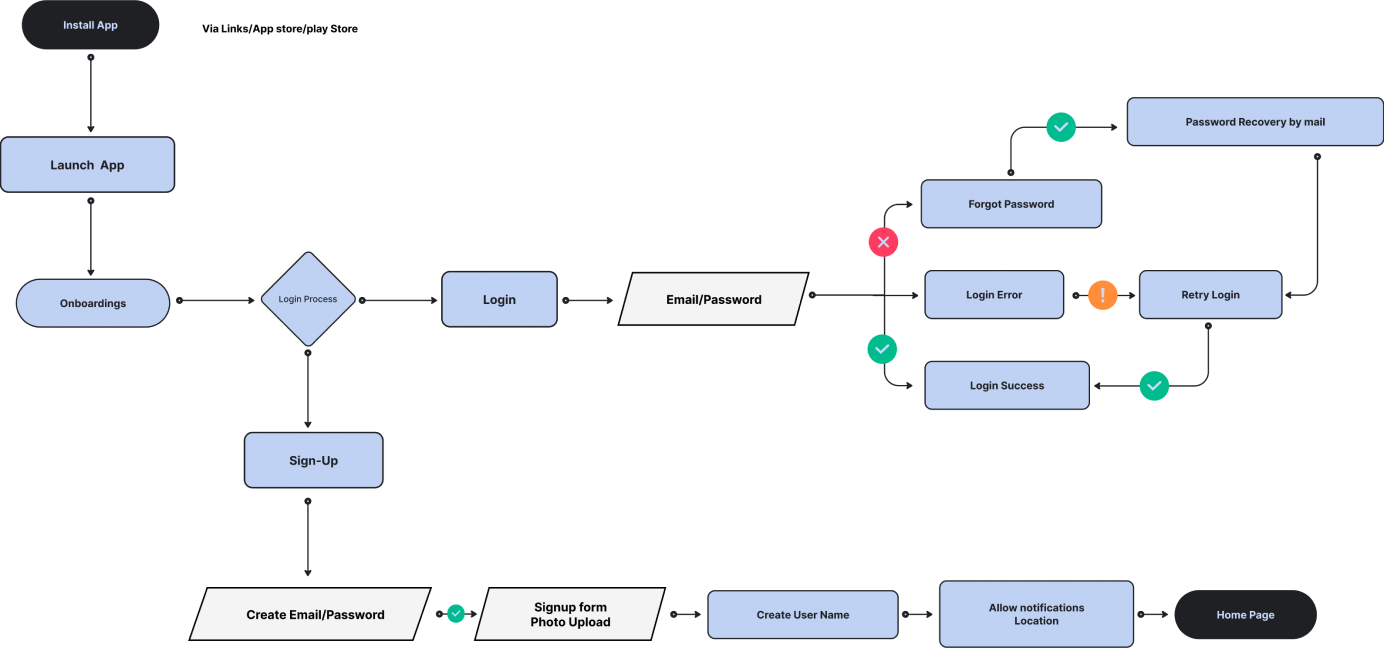 Install App
Via Links/App store/play Store
Launch  App
Onboardings
Login Process
Login
Email/Password
Forgot Password
Password Recovery by mail
Login Error
Retry Login
Login Success
Sign-Up
Create Email/Password
Signup form
Photo Upload
Create User Name
Allow notifications
Location
Home Page